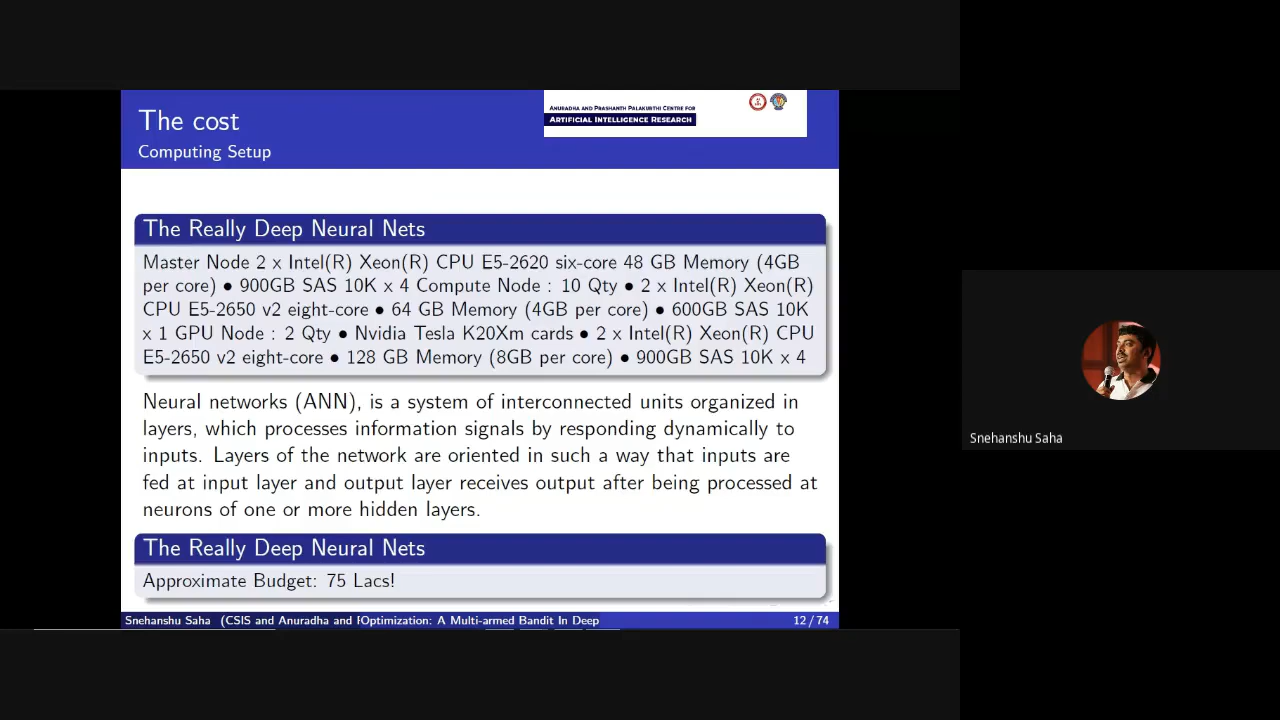 The cost
Computing Setup
ANURADHA AND PRASHANTH PALAKURTHI CENTRE FOR
ARTIFICIAL INTELLIGENCE RESEARCH
The Really Deep Neural Nets
Master Node 2 x Intel(R) Xeon(R) CPU E5-2620 six-core 48 GB Memory (4GB
per core) • 900GB SAS 10K x 4 Compute Node : 10 Qty • 2 x Intel(R) Xeon(R)
CPU E5-2650 v2 eight-core • 64 GB Memory (4GB per core) • 600GB SAS 10K
x 1 GPU Node : 2 Qty • Nvidia Tesla K20Xm cards • 2 x Intel(R) Xeon(R) CPU
E5-2650 v2 eight-core • 128 GB Memory (8GB per core) • 900GB SAS 10K x 4
Neural networks (ANN), is a system of interconnected units organized in
layers, which processes information signals by responding dynamically to
inputs. Layers of the network are oriented in such a way that inputs are
fed at input layer and output layer receives output after being processed at
neurons of one or more hidden layers.
The Really Deep Neural Nets
Approximate Budget: 75 Lacs!
Snehanshu Saha (CSIS and Anuradha and Optimization: A Multi-armed Bandit In Deep 12 / 74
Snehanshu Saha